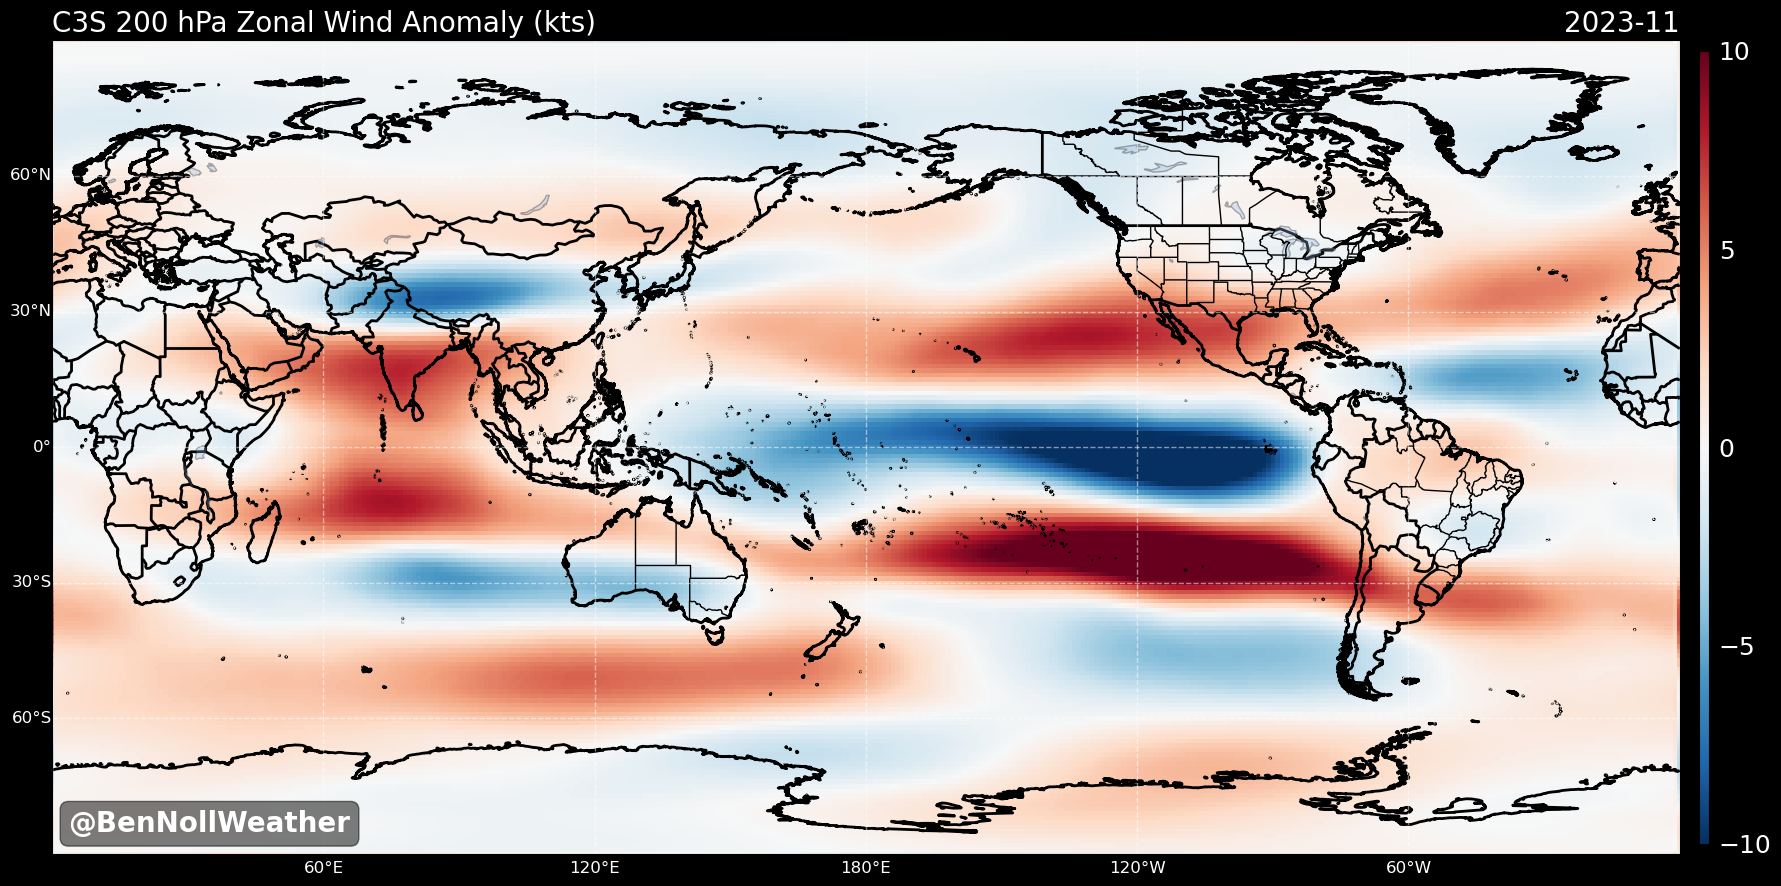 C3S 200 hPa Zonal Wind Anomaly (kts)
2023-11
10
5
0
−5
−10
60°N
30°N
0°
30°S
60°S
60°E
120°E
180°E
120°W
60°W
@BenNollWeather